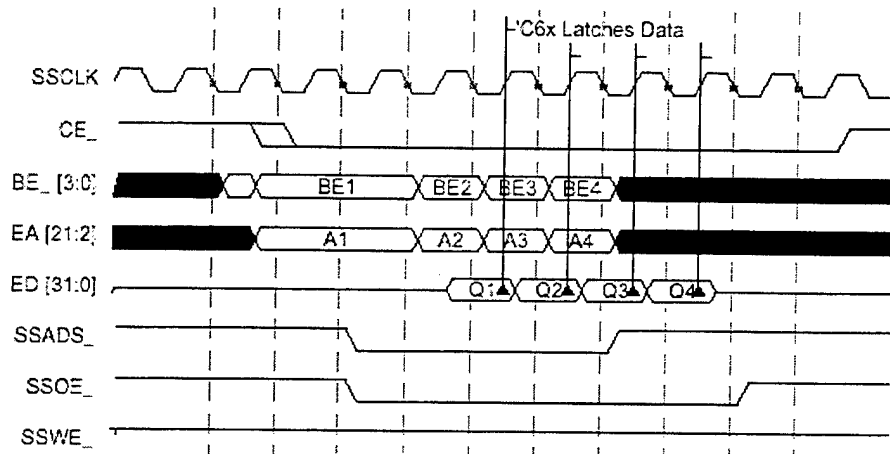 'C6x Latches Data
SSCLK
CE_
BE_ [3:0]
BE1 BE2 BE3 BE4
EA [21:2]
A1 A2 A3 A4
ED [31:0]
Q1 Q2 Q3 Q4
SSADS_
SSOE_
SSWE_